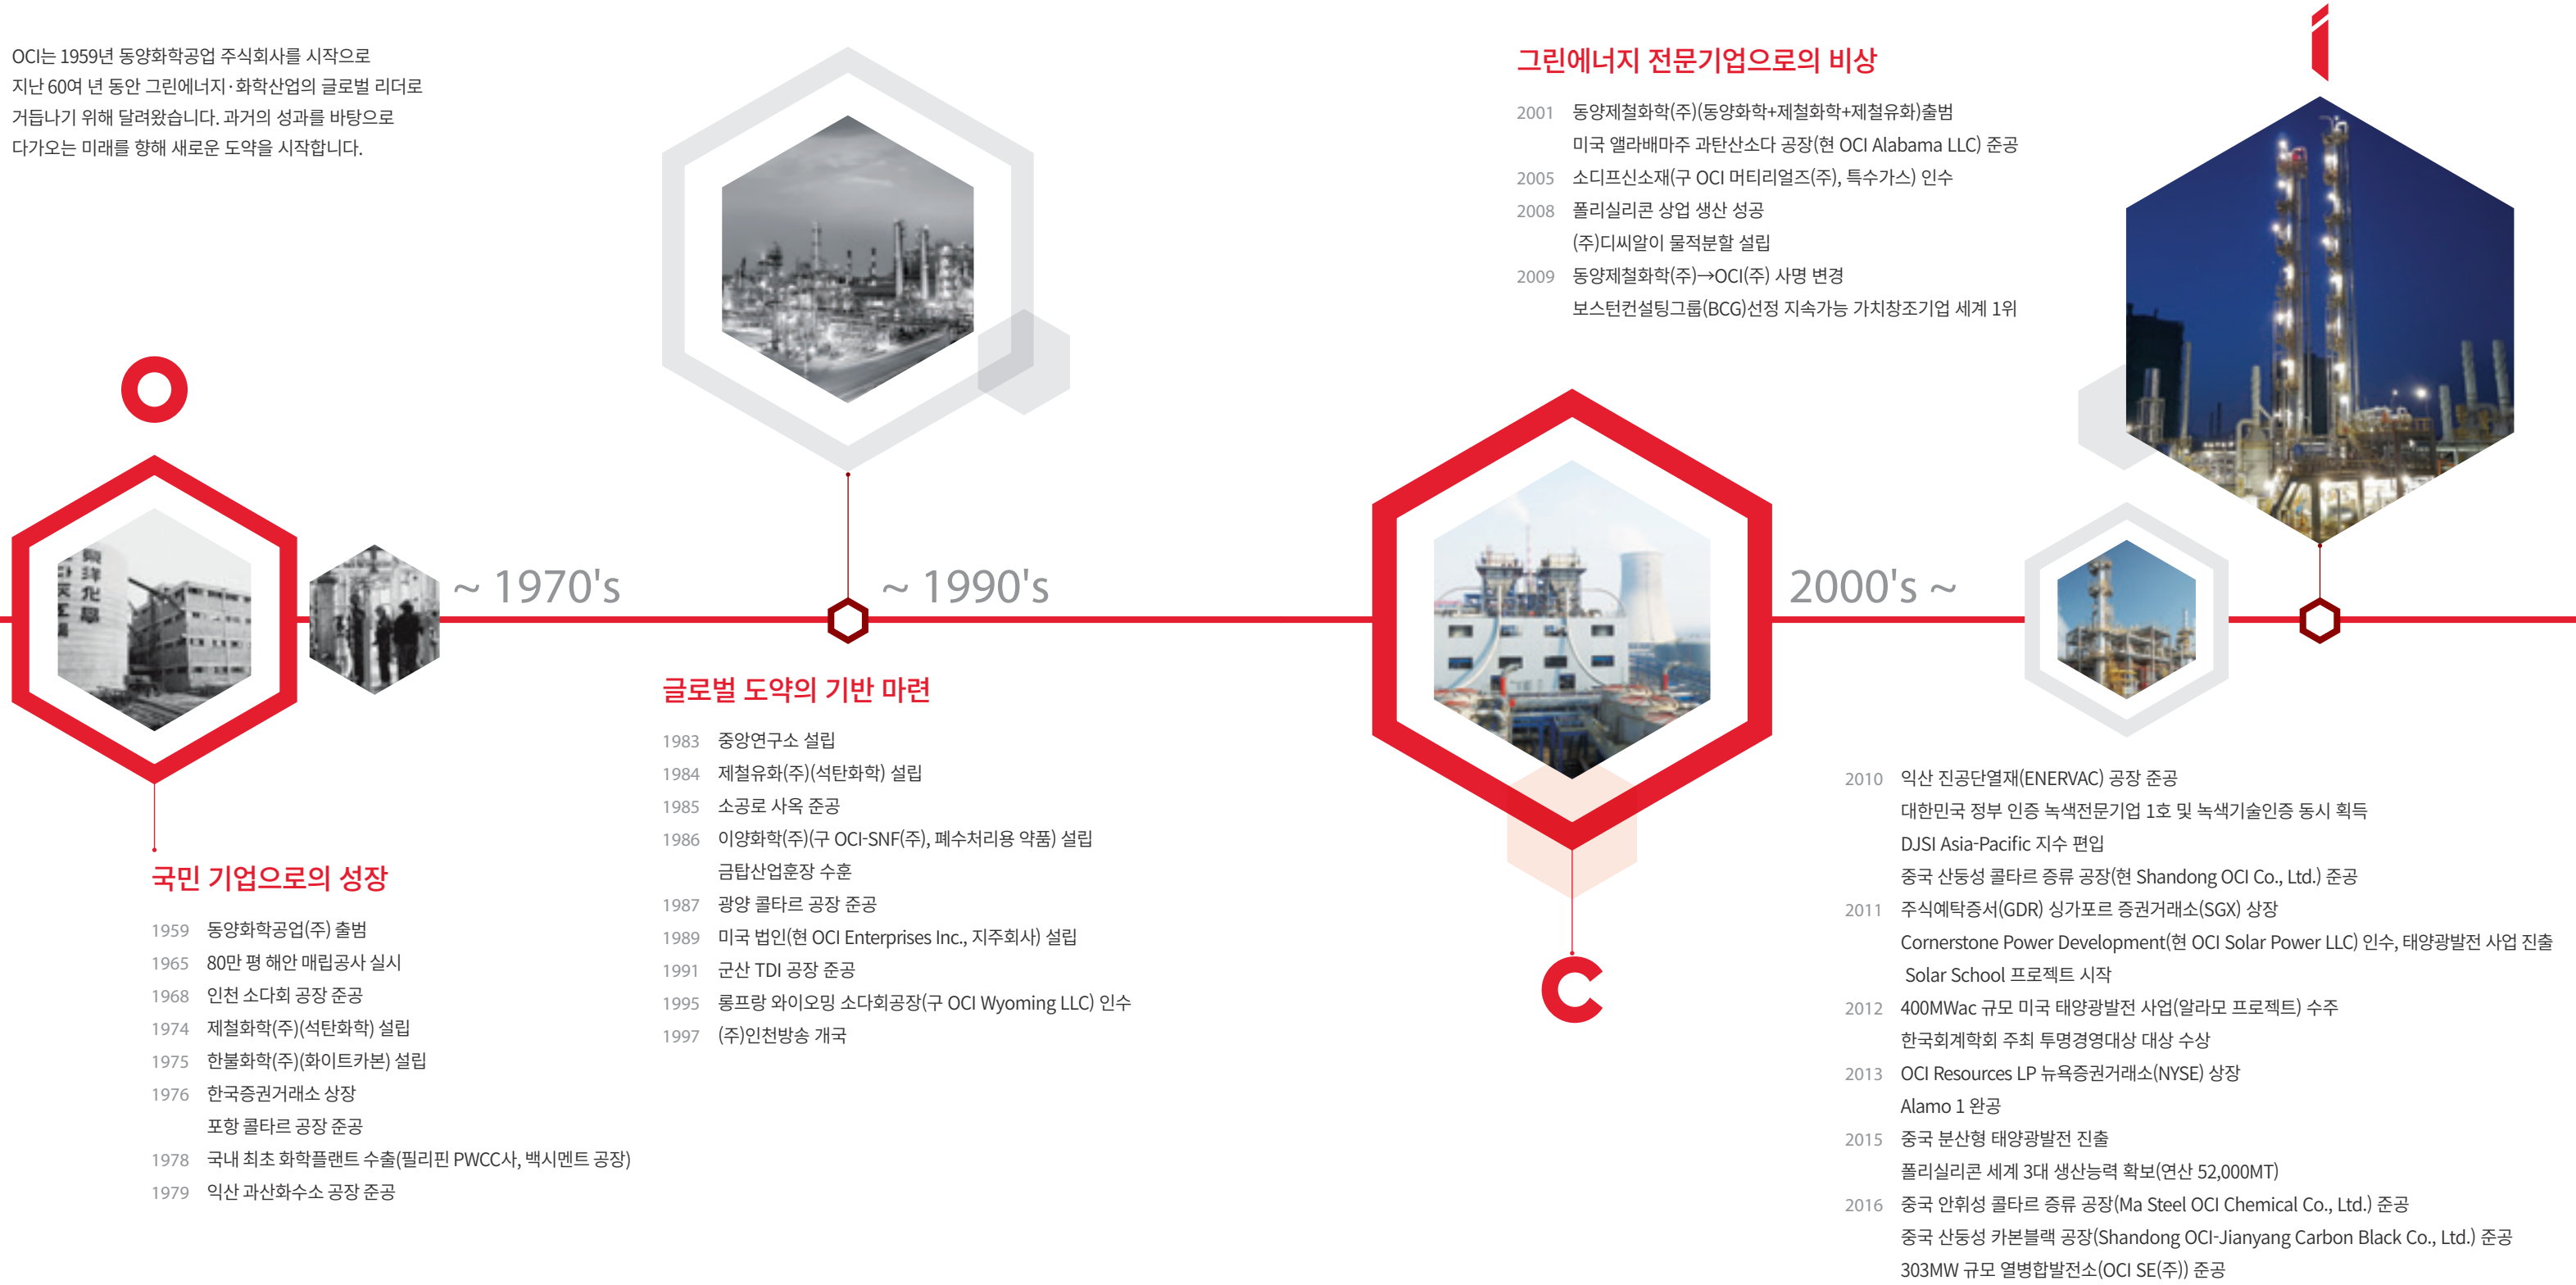 OCI는 1959년 동양화학공업 주식회사를 시작으로
지난 60여 년 동안 그린에너지·화학산업의 글로벌 리더로
거듭나기 위해 달려왔습니다. 과거의 성과를 바탕으로
다가오는 미래를 향해 새로운 도약을 시작합니다.
O
~ 1970's
국민 기업으로의 성장
1959 동양화학공업(주) 출범
1965 80만 평 해안 매립공사 실시
1968 인천 소다회 공장 준공
1974 제철화학(주)(석탄화학) 설립
1975 한불화학(주)(화이트카본) 설립
1976 한국증권거래소 상장
포항 콜타르 공장 준공
1978 국내 최초 화학플랜트 수출(필리핀 PWCC사, 백시멘트 공장)
1979 익산 과산화수소 공장 준공
~ 1990's
글로벌 도약의 기반 마련
1983 중앙연구소 설립
1984 제철유화(주)(석탄화학) 설립
1985 소공로 사옥 준공
1986 이양화학(주)(구 OCI-SNF(주), 폐수처리용 약품) 설립
금탑산업훈장 수훈
1987 광양 콜타르 공장 준공
1989 미국 법인(현 OCI Enterprises Inc., 지주회사) 설립
1991 군산 TDI 공장 준공
1995 롱프랑 와이오밍 소다회공장(구 OCI Wyoming LLC) 인수
1997 (주)인천방송 개국
C
2000's ~
그린에너지 전문기업으로의 비상
2001 동양제철화학(주)(동양화학+제철화학+제철유화)출범
미국 앨라배마주 과탄산소다 공장(현 OCI Alabama LLC) 준공
2005 소디프신소재(구 OCI 머티리얼즈(주), 특수가스) 인수
2008 폴리실리콘 상업 생산 성공
(주)디씨알이 물적분할 설립
2009 동양제철화학(주)→OCI(주) 사명 변경
보스턴컨설팅그룹(BCG)선정 지속가능 가치창조기업 세계 1위
i
2010 익산 진공단열재(ENERVAC) 공장 준공
대한민국 정부 인증 녹색전문기업 1호 및 녹색기술인증 동시 획득
DJSI Asia-Pacific 지수 편입
중국 산둥성 콜타르 증류 공장(현 Shandong OCI Co., Ltd.) 준공
2011 주식예탁증서(GDR) 싱가포르 증권거래소(SGX) 상장
Cornerstone Power Development(현 OCI Solar Power LLC) 인수, 태양광발전 사업 진출
Solar School 프로젝트 시작
2012 400MWac 규모 미국 태양광발전 사업(알라모 프로젝트) 수주
한국회계학회 주최 투명경영대상 대상 수상
2013 OCI Resources LP 뉴욕증권거래소(NYSE) 상장
Alamo 1 완공
2015 중국 분산형 태양광발전 진출
폴리실리콘 세계 3대 생산능력 확보(연산 52,000MT)
2016 중국 안휘성 콜타르 증류 공장(Ma Steel OCI Chemical Co., Ltd.) 준공
중국 산둥성 카본블랙 공장(Shandong OCI-Jianyang Carbon Black Co., Ltd.) 준공
303MW 규모 열병합발전소(OCI SE(주)) 준공